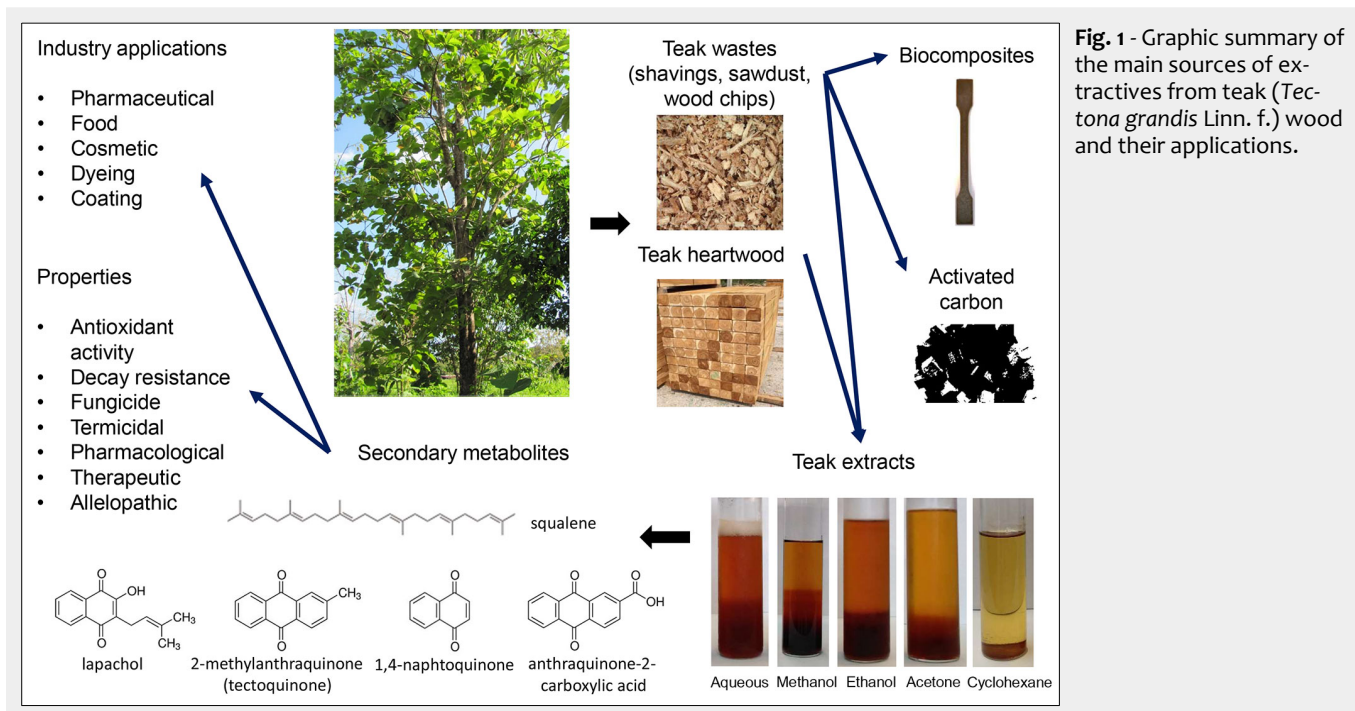 Industry applications
• Pharmaceutical
• Food
• Cosmetic
• Dyeing
• Coating
Properties
• Antioxidant
activity
• Decay resistance
• Fungicide
• Termicidal
• Pharmacological
• Therapeutic
• Allelopathic
Teak wastes
(shavings, sawdust,
wood chips)
Teak heartwood
Biocomposites
Activated
carbon
Teak extracts
Aqueous Methanol Ethanol Acetone Cyclohexane
Secondary metabolites
squalene
O
OH
O
CH3
CH3
lapachol
O
CH3
O
2-methylanthraquinone
(tectoquinone)
O
O
1,4-naphtoquinone
O
O
OH
O
anthraquinone-2-
carboxylic acid
Fig. 1 - Graphic summary of
the main sources of ex-
tractives from teak (Tec-
tona grandis Linn. f.) wood
and their applications.